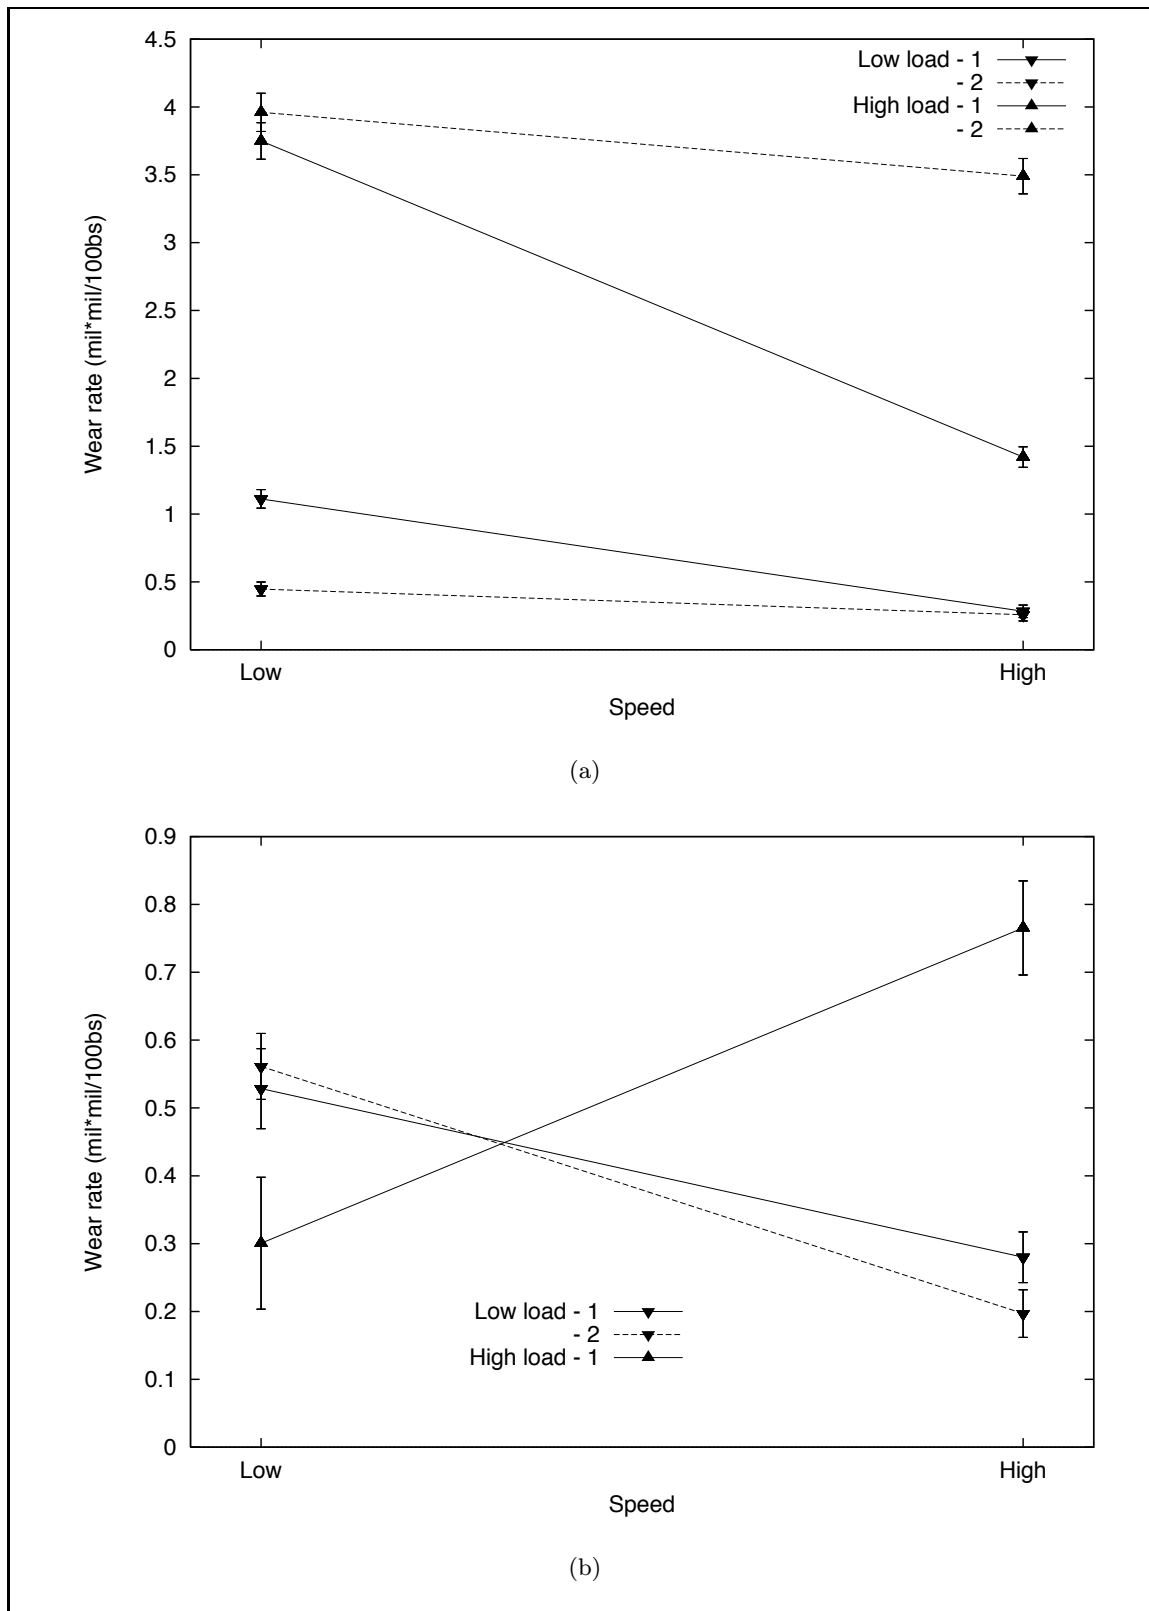 4.5
4
3.5
3
2.5
2
1.5
1
0.5
0
Wear rate (mil*mil/100bs)
Low load - 1
- 2
High load - 1
- 2
Low
High
Speed
(a)
0.9
0.8
0.7
0.6
0.5
0.4
0.3
0.2
0.1
0
Wear rate (mil*mil/100bs)
Low load - 1
- 2
High load - 1
Low
High
Speed
(b)